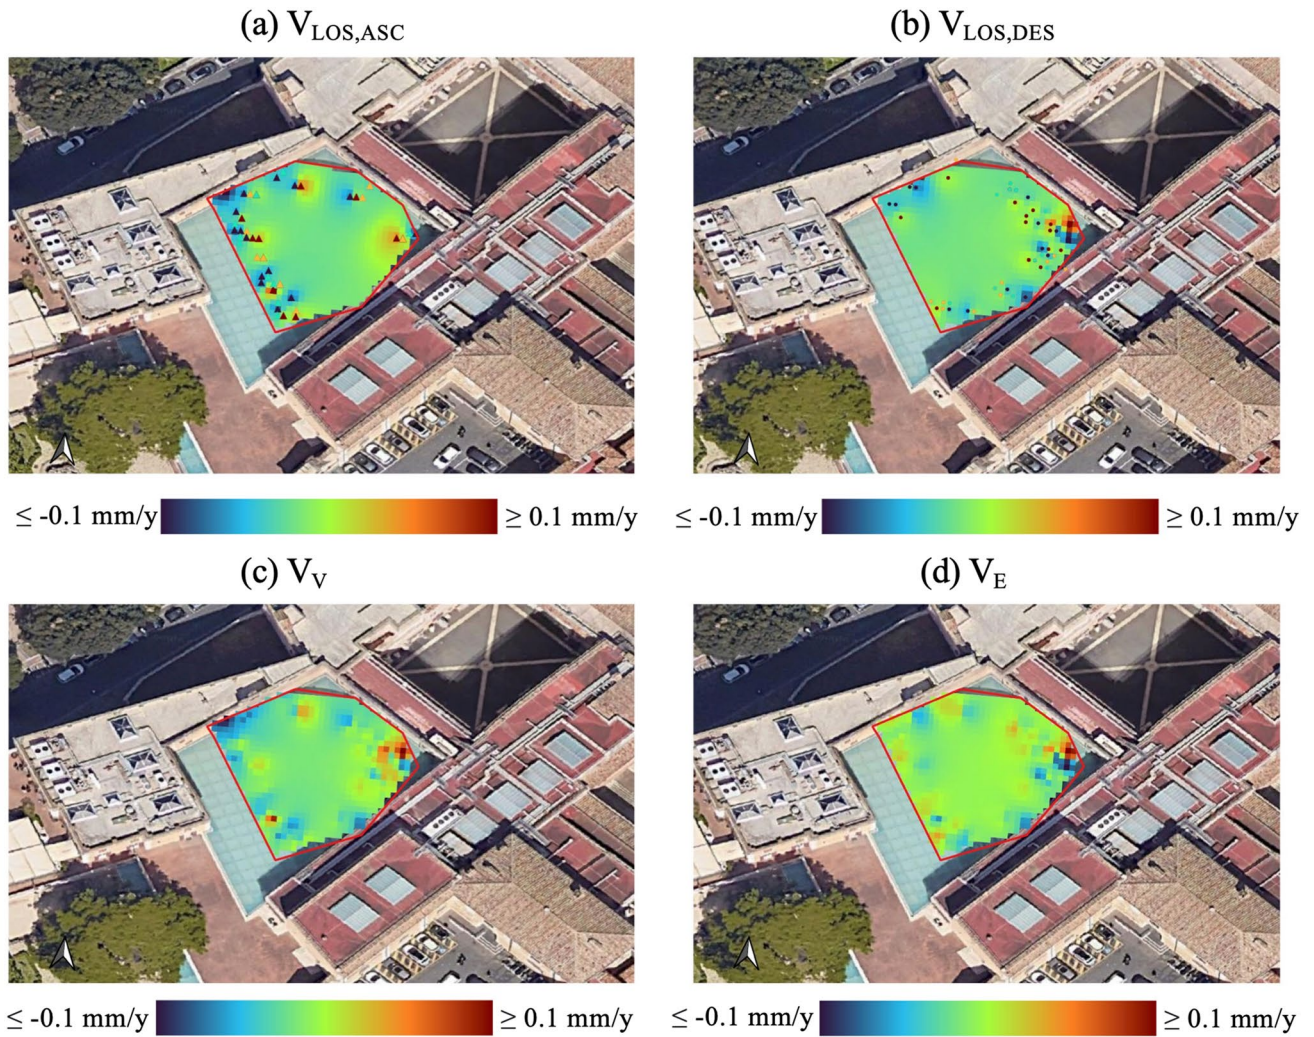 (a) V_LOS,ASC
(b) V_LOS,DES
≤ -0.1 mm/y ≥ 0.1 mm/y
≤ -0.1 mm/y ≥ 0.1 mm/y
(c) V_V
(d) V_E
≤ -0.1 mm/y ≥ 0.1 mm/y
≤ -0.1 mm/y ≥ 0.1 mm/y